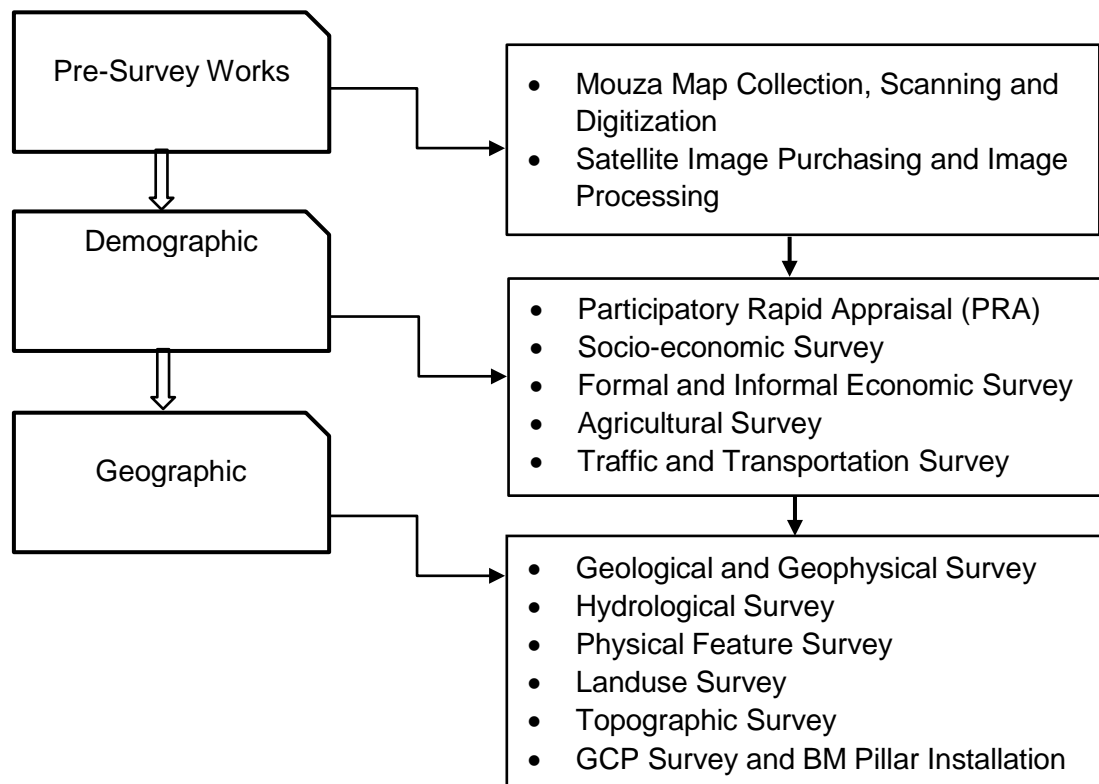 Pre-Survey Works
• Mouza Map Collection, Scanning and
Digitization
• Satellite Image Purchasing and Image
Processing
Demographic
• Participatory Rapid Appraisal (PRA)
• Socio-economic Survey
• Formal and Informal Economic Survey
• Agricultural Survey
• Traffic and Transportation Survey
Geographic
• Geological and Geophysical Survey
• Hydrological Survey
• Physical Feature Survey
• Landuse Survey
• Topographic Survey
• GCP Survey and BM Pillar Installation